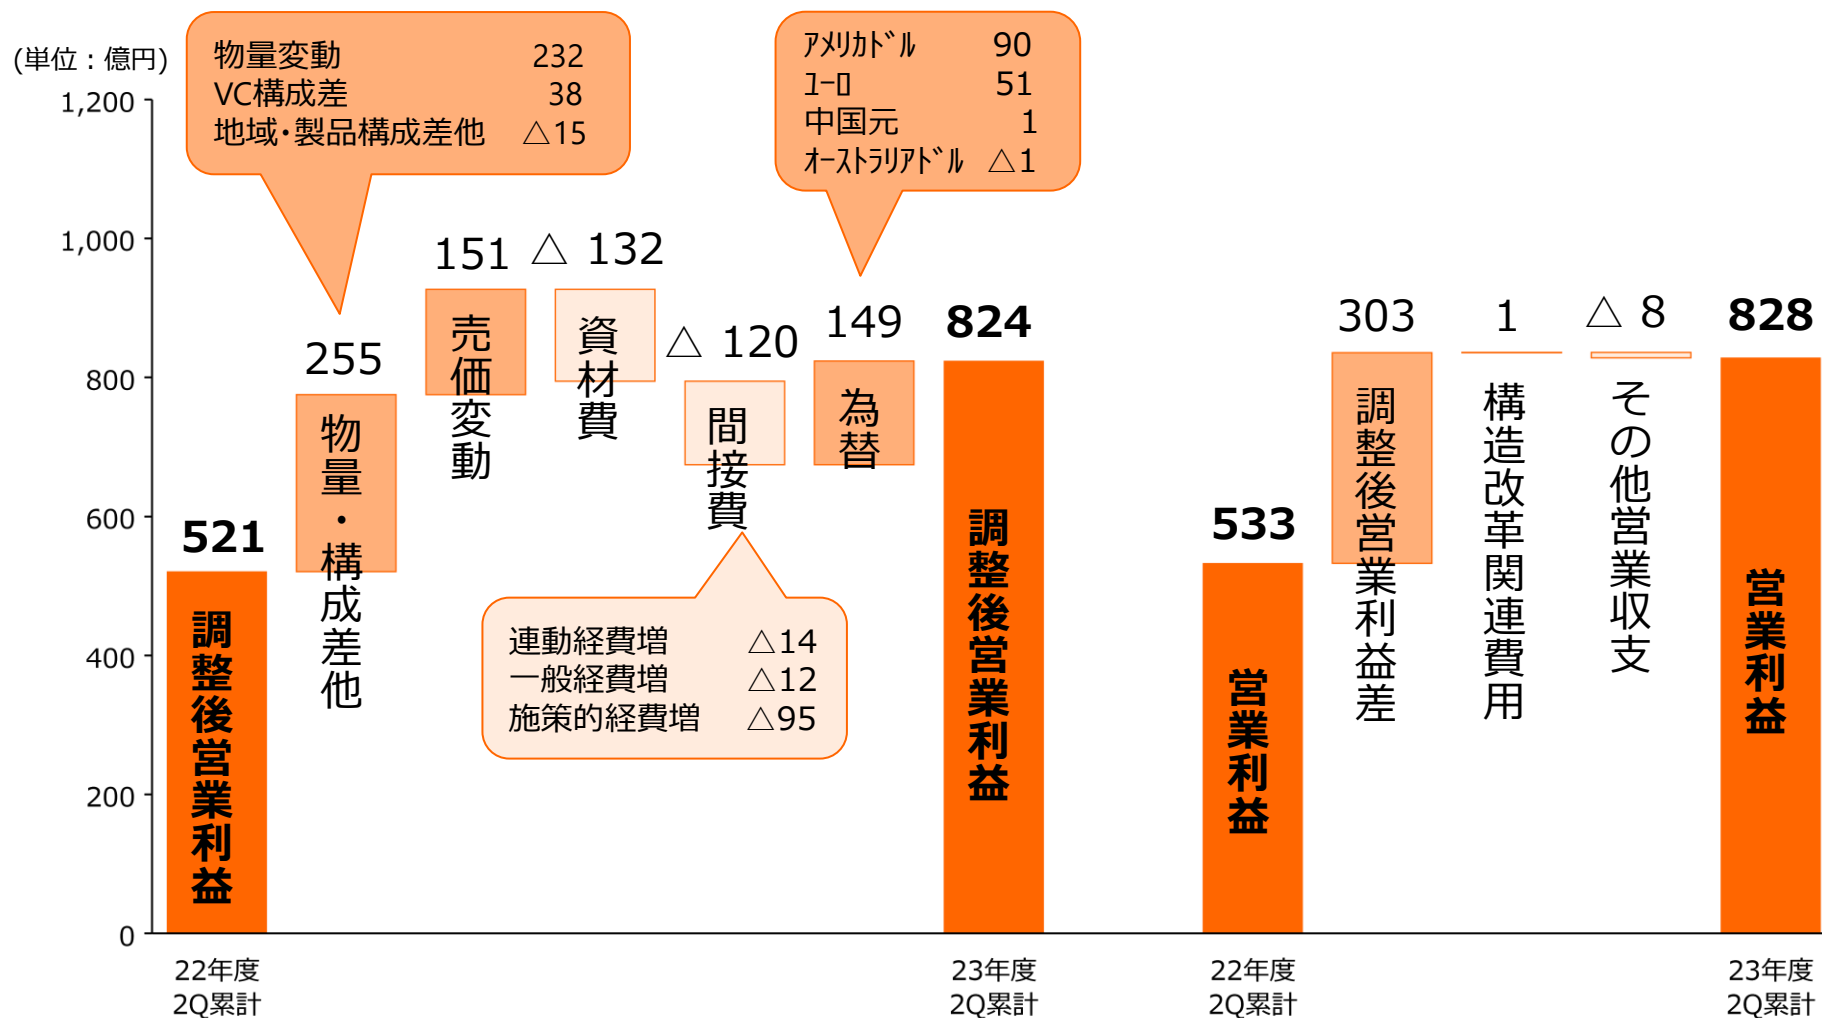 (単位：億円)
1,200
1,000
800
600
400
200
0
物量変動 232
VC構成差 38
地域・製品構成差他 △15
ｱﾒﾘｶﾄﾞﾙ 90
ﾕｰﾛ 51
中国元 1
ｵｰｽﾄﾗﾘｱﾄﾞﾙ △1
521
調整後営業利益
255
物量・構成差他
151
売価変動
△ 132
資材費
△ 120
間接費
連動経費増 △14
一般経費増 △12
施策的経費増 △95
149
為替
824
調整後営業利益
533
営業利益
303
調整後営業利益差
1
構造改革関連費用
△ 8
その他営業収支
828
営業利益
22年度
2Q累計
23年度
2Q累計
22年度
2Q累計
23年度
2Q累計